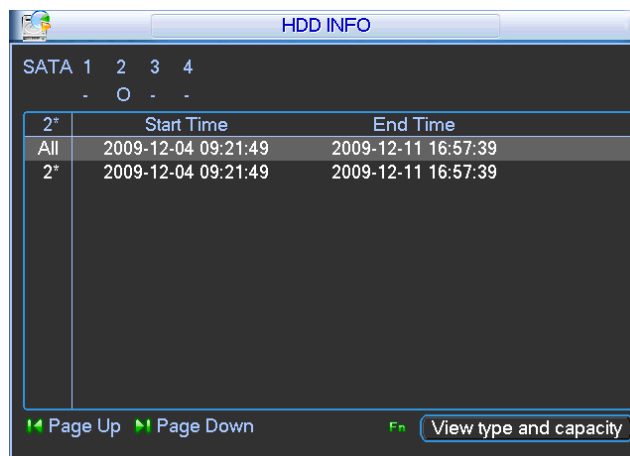 HDD INFO
SATA 1 2 3 4
- O - -
2* Start Time End Time
All 2009-12-04 09:21:49 2009-12-11 16:57:39
2* 2009-12-04 09:21:49 2009-12-11 16:57:39
Page Up Page Down Fn View type and capacity